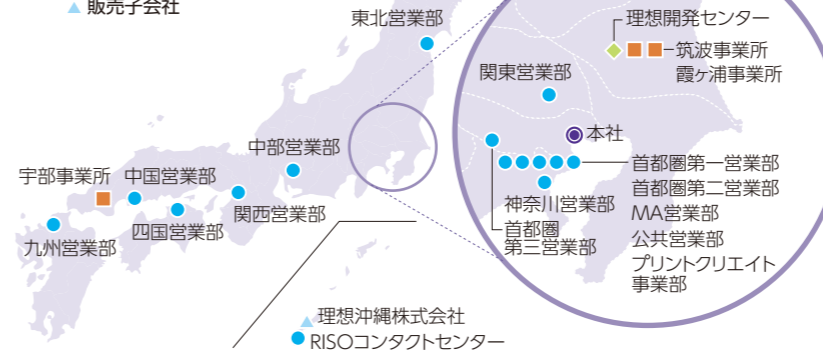 販売子会社
東北営業部
理想開発センター
筑波事業所
霞ヶ浦事業所
関東営業部
本社
中部営業部
宇部事業所
中国営業部
関西営業部
四国営業部
九州営業部
首都圏第一営業部
首都圏第二営業部
MA営業部
公共営業部
プリントクリエイト
事業部
神奈川営業部
首都圏
第三営業部
理想沖縄株式会社
RISOコンタクトセンター